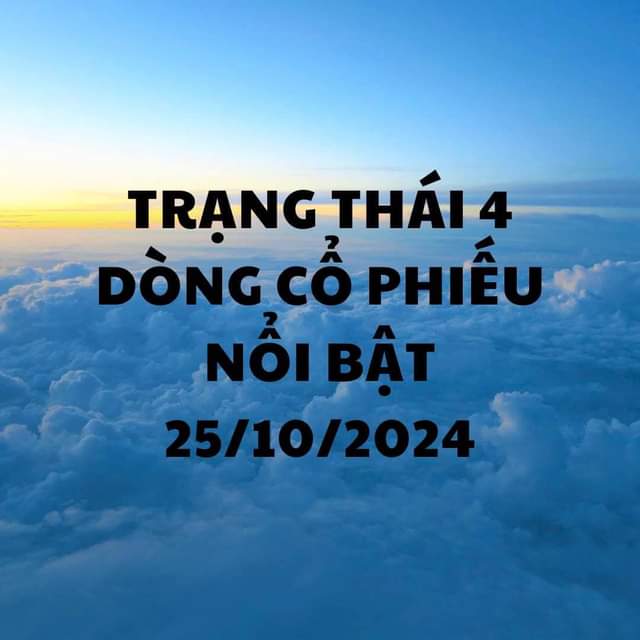 TRẠNG THÁI 4
DÒNG CỔ PHIẾU
NỔI BẬT
25/10/2024